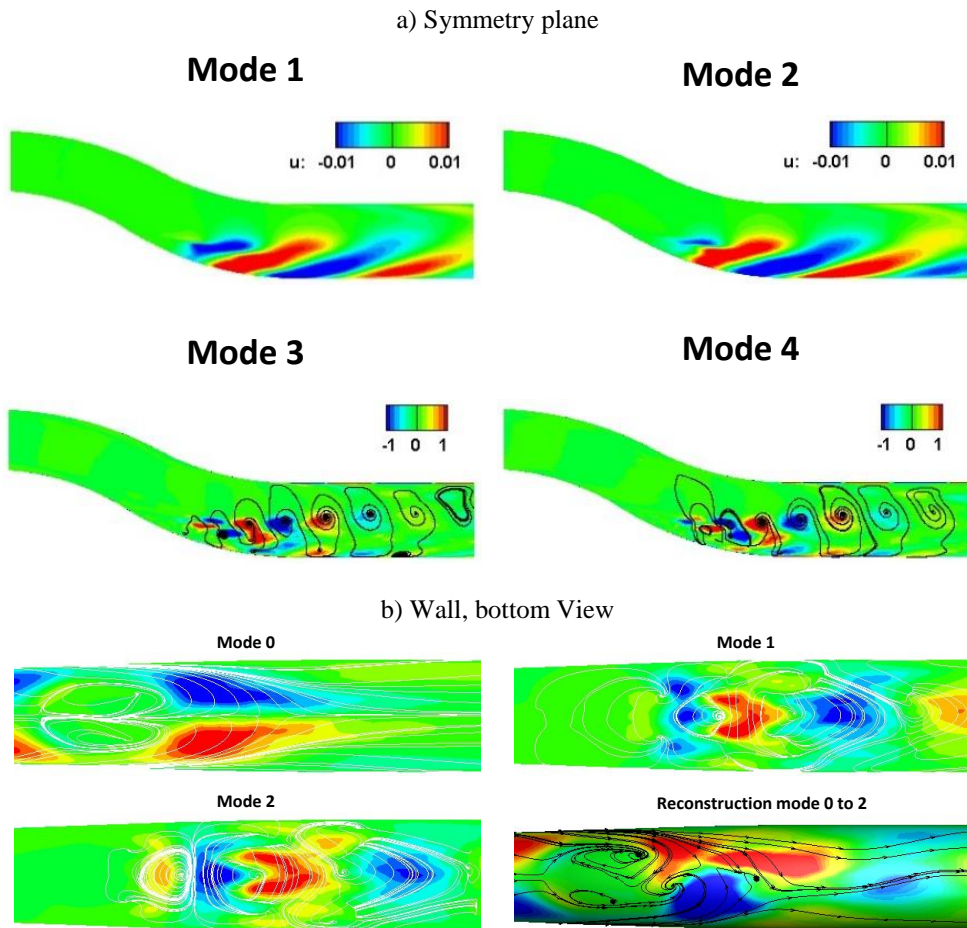 a) Symmetry plane
Mode 1
Mode 2
u: -0.01 0 0.01
u: -0.01 0 0.01
Mode 3
Mode 4
-1 0 1
-1 0 1
b) Wall, bottom View
Mode 0
Mode 1
Mode 2
Reconstruction mode 0 to 2